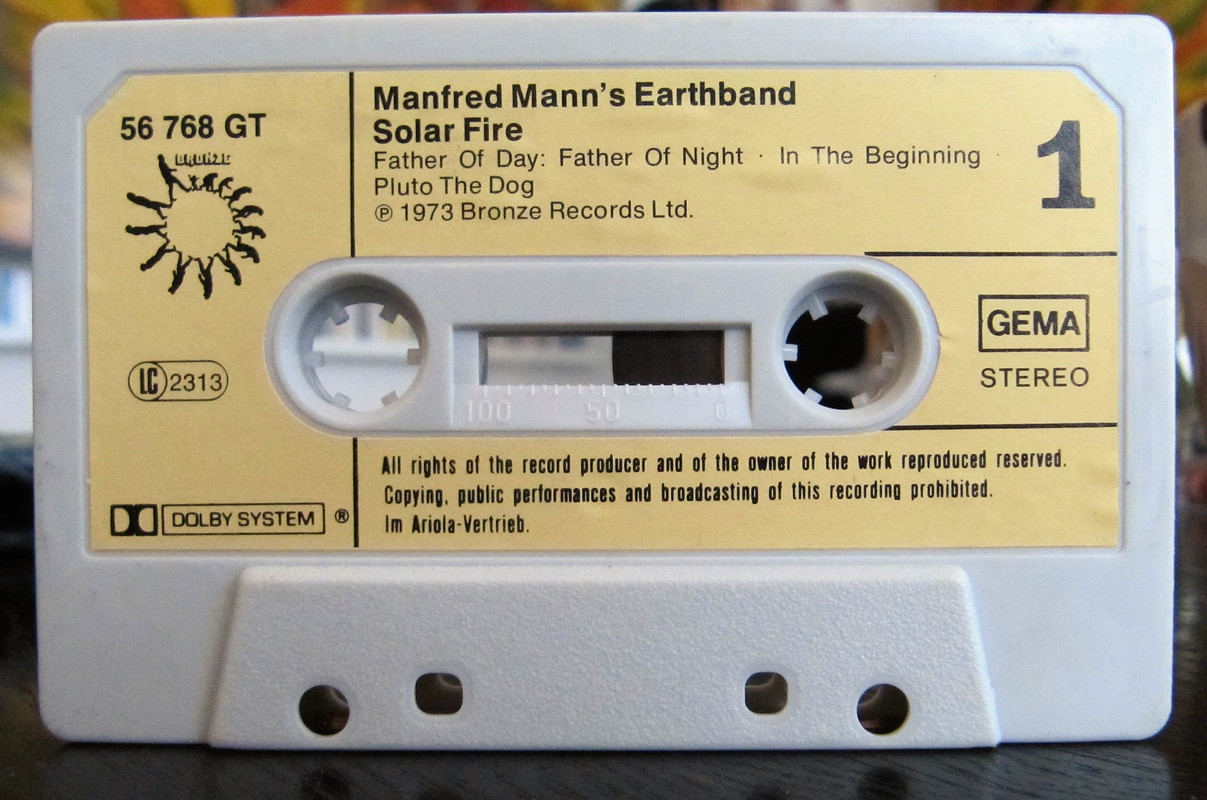 56 768 GT
BRONZE
LC 2313
DOLBY SYSTEM ®
Manfred Mann's Earthband
Solar Fire
Father Of Day: Father Of Night · In The Beginning ·
Pluto The Dog
℗ 1973 Bronze Records Ltd.
1
GEMA
STEREO
100 50 0
All rights of the record producer and of the owner of the work reproduced reserved.
Copying, public performances and broadcasting of this recording prohibited.
Im Ariola-Vertrieb.